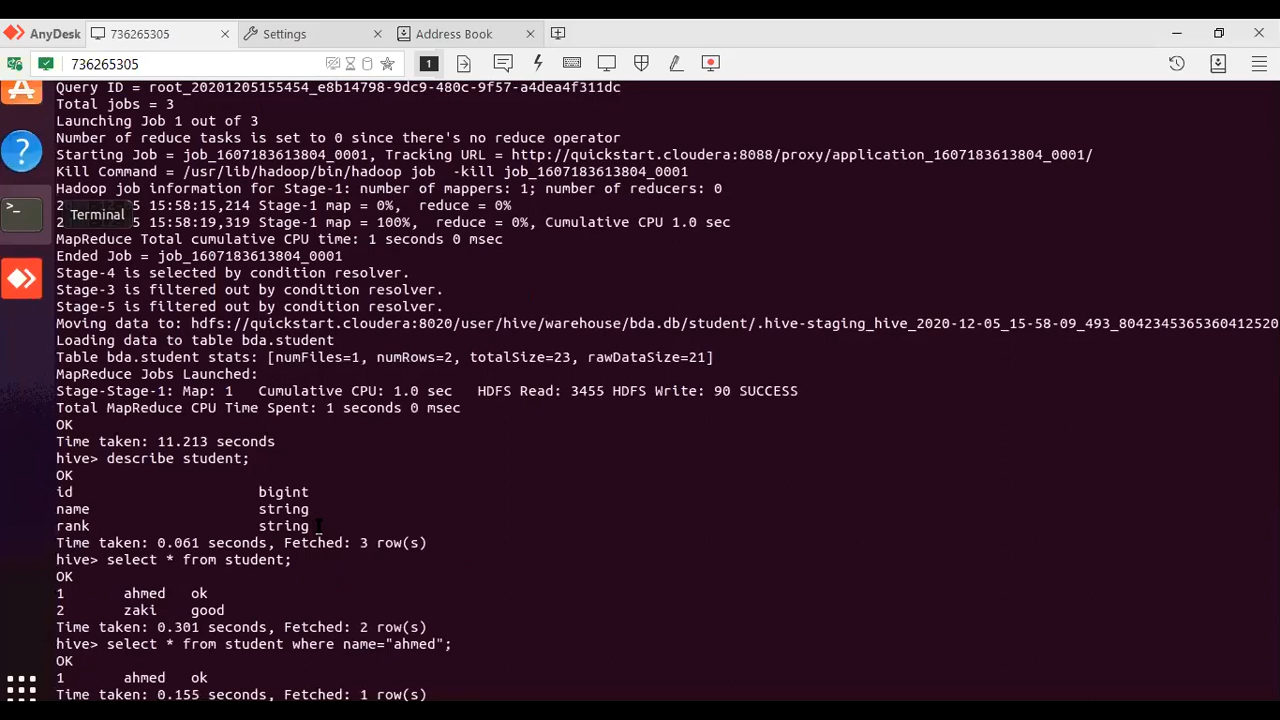 AnyDesk
736265305
Settings
Address Book
736265305
1
Query ID = root_20201205155454_e8b14798-9dc9-480c-9f57-a4dea4f311dc
Total jobs = 3
Launching Job 1 out of 3
Number of reduce tasks is set to 0 since there's no reduce operator
Starting Job = job_1607183613804_0001, Tracking URL = http://quickstart.cloudera:8088/proxy/application_1607183613804_0001/
Kill Command = /usr/lib/hadoop/bin/hadoop job  -kill job_1607183613804_0001
Hadoop job information for Stage-1: number of mappers: 1; number of reducers: 0
2 5 15:58:15,214 Stage-1 map = 0%,  reduce = 0%
Terminal
2 5 15:58:19,319 Stage-1 map = 100%,  reduce = 0%, Cumulative CPU 1.0 sec
MapReduce Total cumulative CPU time: 1 seconds 0 msec
Ended Job = job_1607183613804_0001
Stage-4 is selected by condition resolver.
Stage-3 is filtered out by condition resolver.
Stage-5 is filtered out by condition resolver.
Moving data to: hdfs://quickstart.cloudera:8020/user/hive/warehouse/bda.db/student/.hive-staging_hive_2020-12-05_15-58-09_493_8042345365360412520
Loading data to table bda.student
Table bda.student stats: [numFiles=1, numRows=2, totalSize=23, rawDataSize=21]
MapReduce Jobs Launched:
Stage-Stage-1: Map: 1   Cumulative CPU: 1.0 sec   HDFS Read: 3455 HDFS Write: 90 SUCCESS
Total MapReduce CPU Time Spent: 1 seconds 0 msec
OK
Time taken: 11.213 seconds
hive> describe student;
OK
id bigint
name string
rank string
Time taken: 0.061 seconds, Fetched: 3 row(s)
hive> select * from student;
OK
1 ahmed ok
2 zaki good
Time taken: 0.301 seconds, Fetched: 2 row(s)
hive> select * from student where name="ahmed";
OK
1 ahmed ok
Time taken: 0.155 seconds, Fetched: 1 row(s)